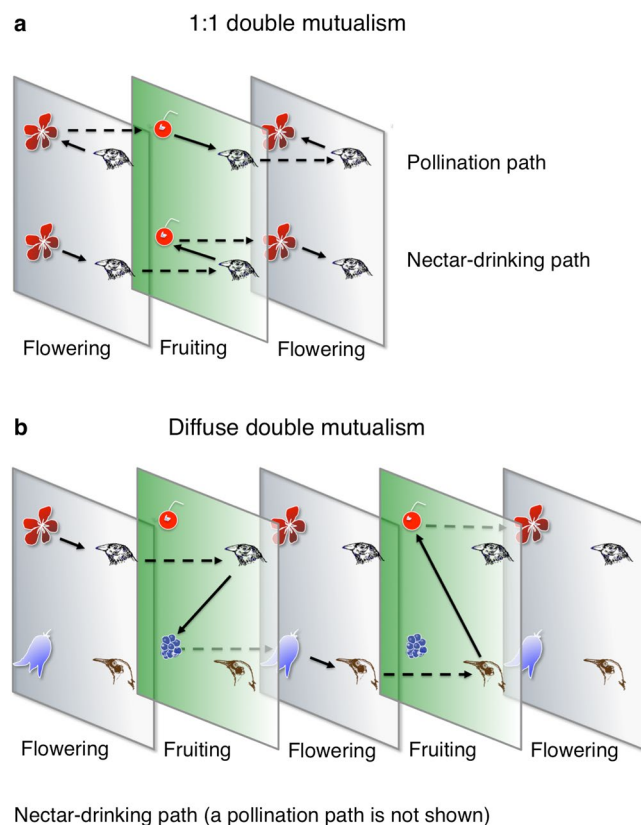 a 1:1 double mutualism
Pollination path
Nectar-drinking path
Flowering Fruiting Flowering
b Diffuse double mutualism
Flowering Fruiting Flowering Fruiting Flowering
Nectar-drinking path (a pollination path is not shown)